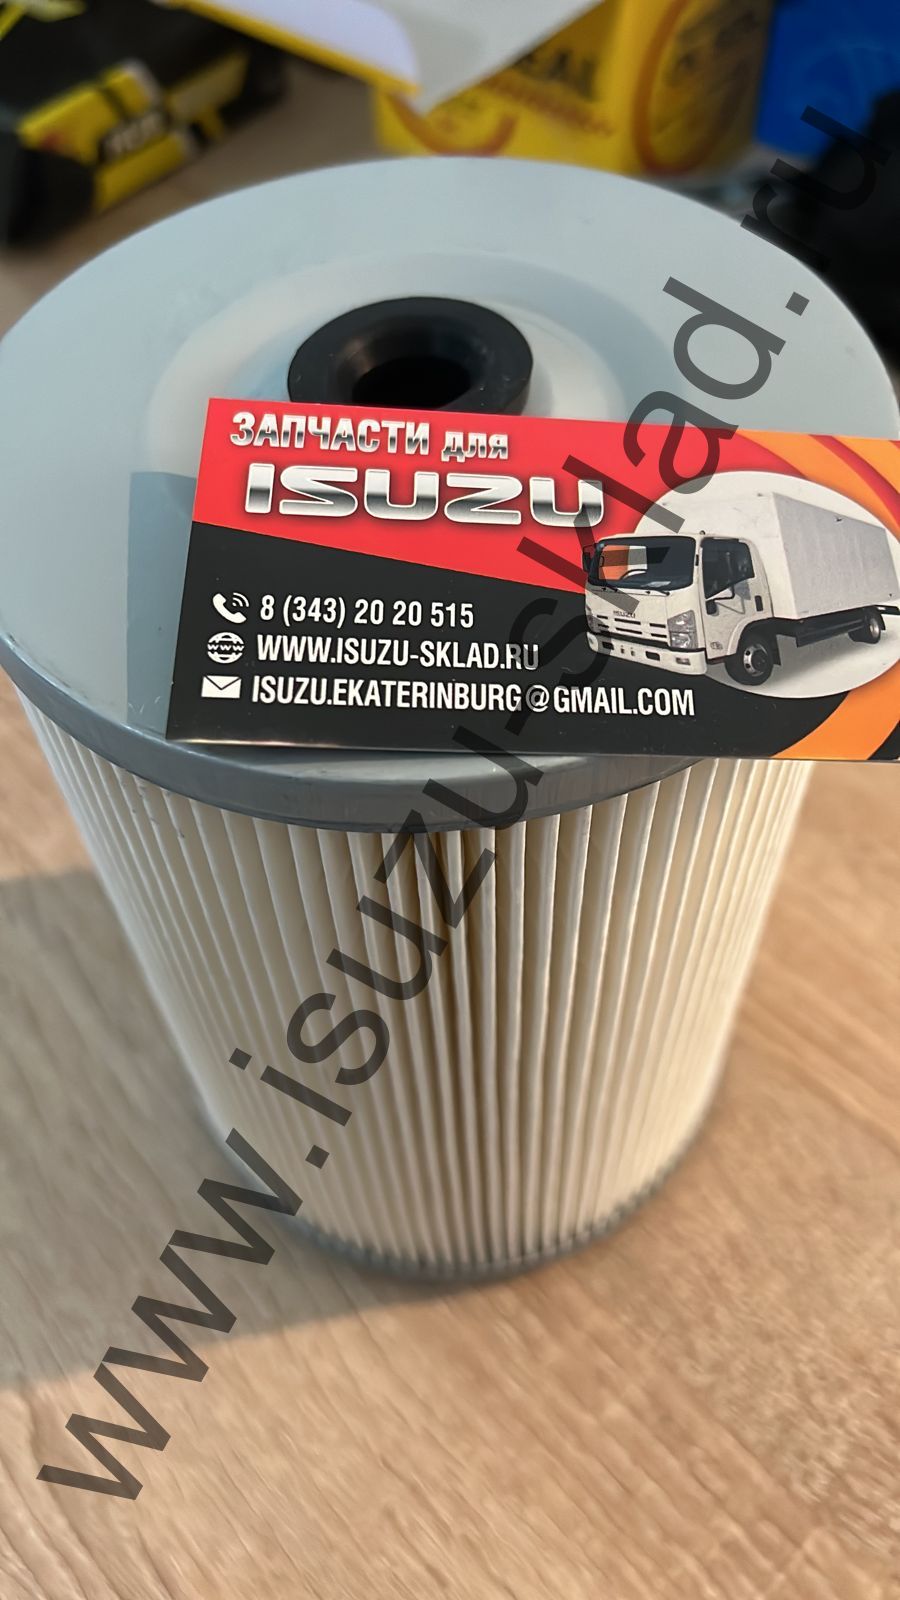 ЗАПЧАСТИ для
ISUZU
8 (343) 20 20 515
WWW.ISUZU-SKLAD.RU
ISUZU.EKATERINBURG@GMAIL.COM
ISUZU
www.isuzu-sklad.ru